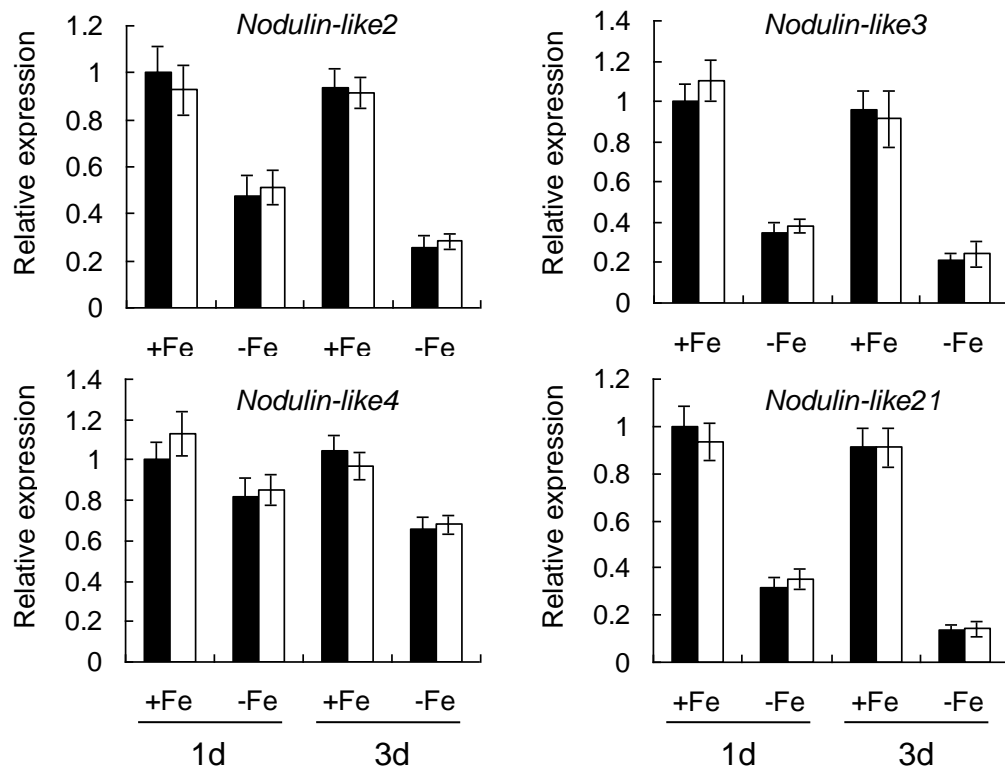 Nodulin-like2
Relative expression
1.2
1
0.8
0.6
0.4
0.2
0
+Fe -Fe +Fe -Fe
Nodulin-like3
Relative expression
1.4
1.2
1
0.8
0.6
0.4
0.2
0
+Fe -Fe +Fe -Fe
Nodulin-like4
Relative expression
1.4
1.2
1
0.8
0.6
0.4
0.2
0
+Fe -Fe +Fe -Fe
1d 3d
Nodulin-like21
Relative expression
1.2
1
0.8
0.6
0.4
0.2
0
+Fe -Fe +Fe -Fe
1d 3d